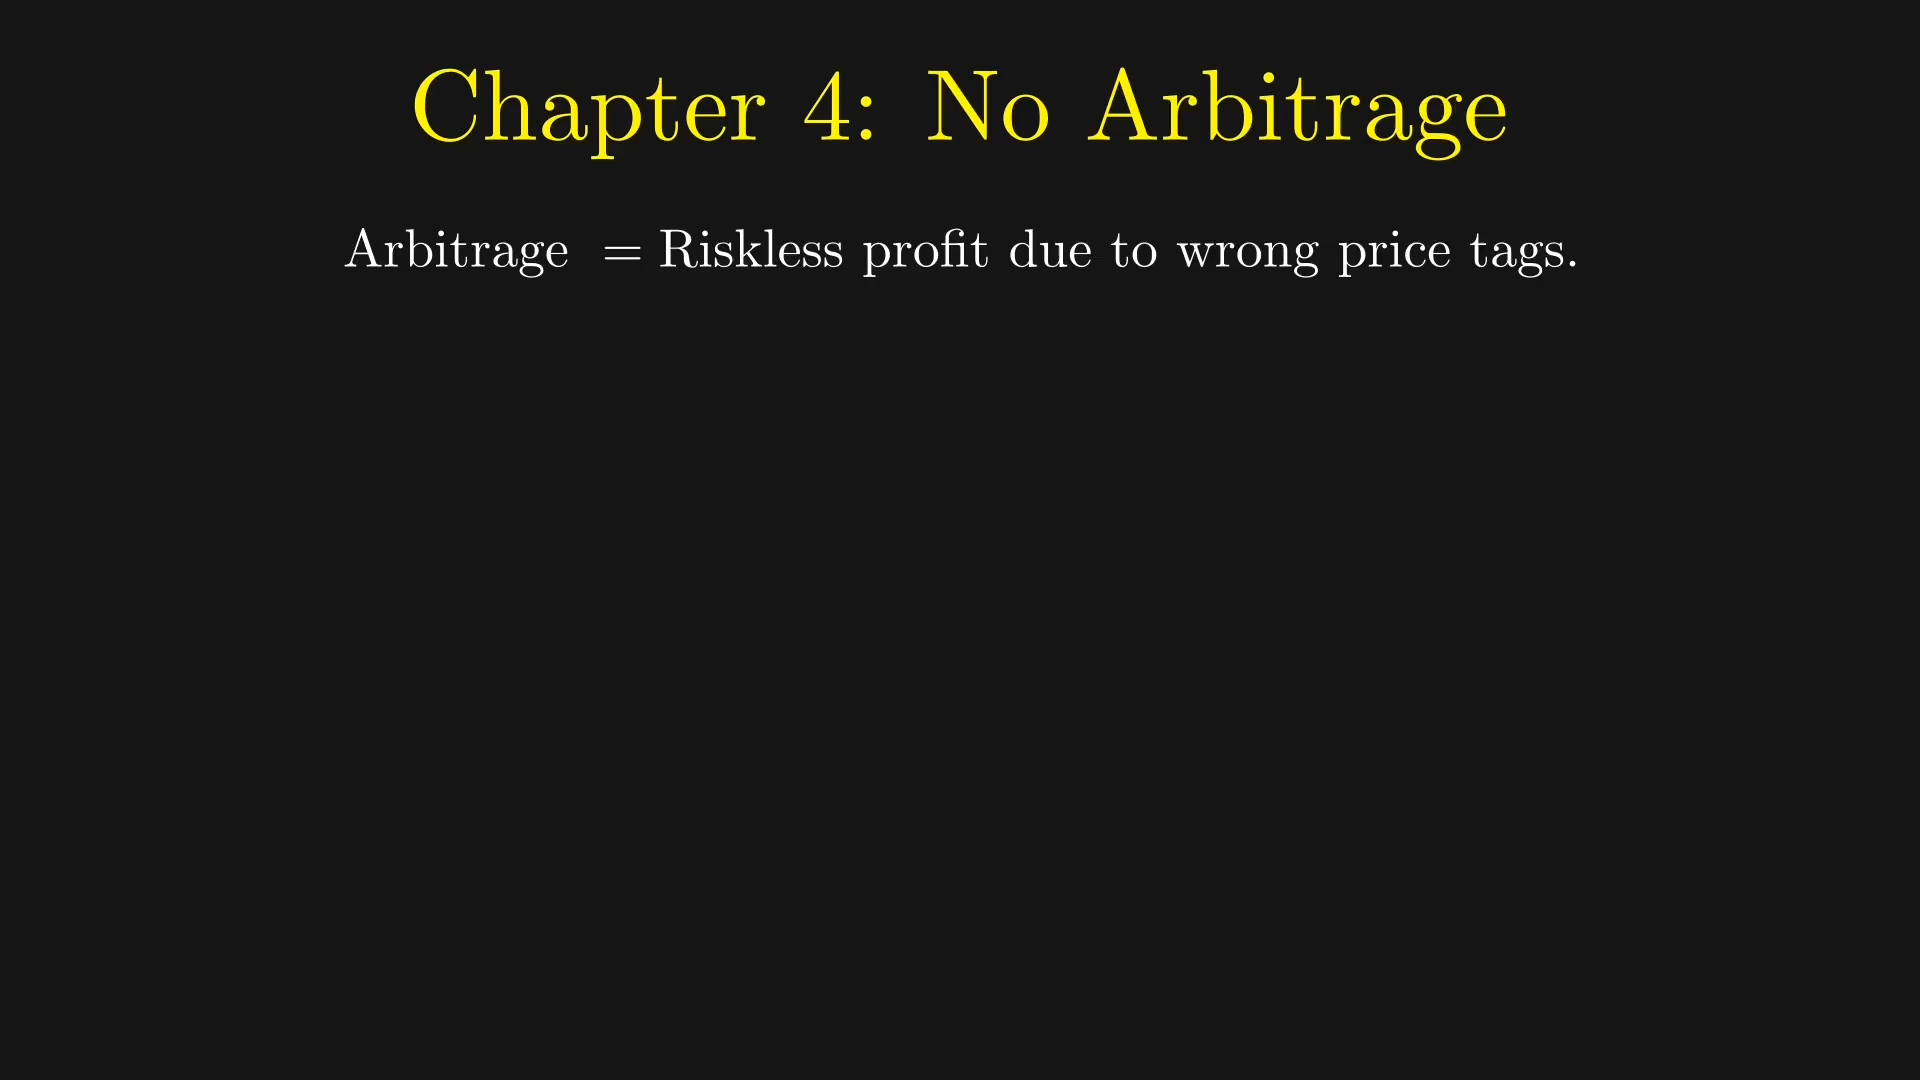 Chapter 4: No Arbitrage
Arbitrage = Riskless profit due to wrong price tags.